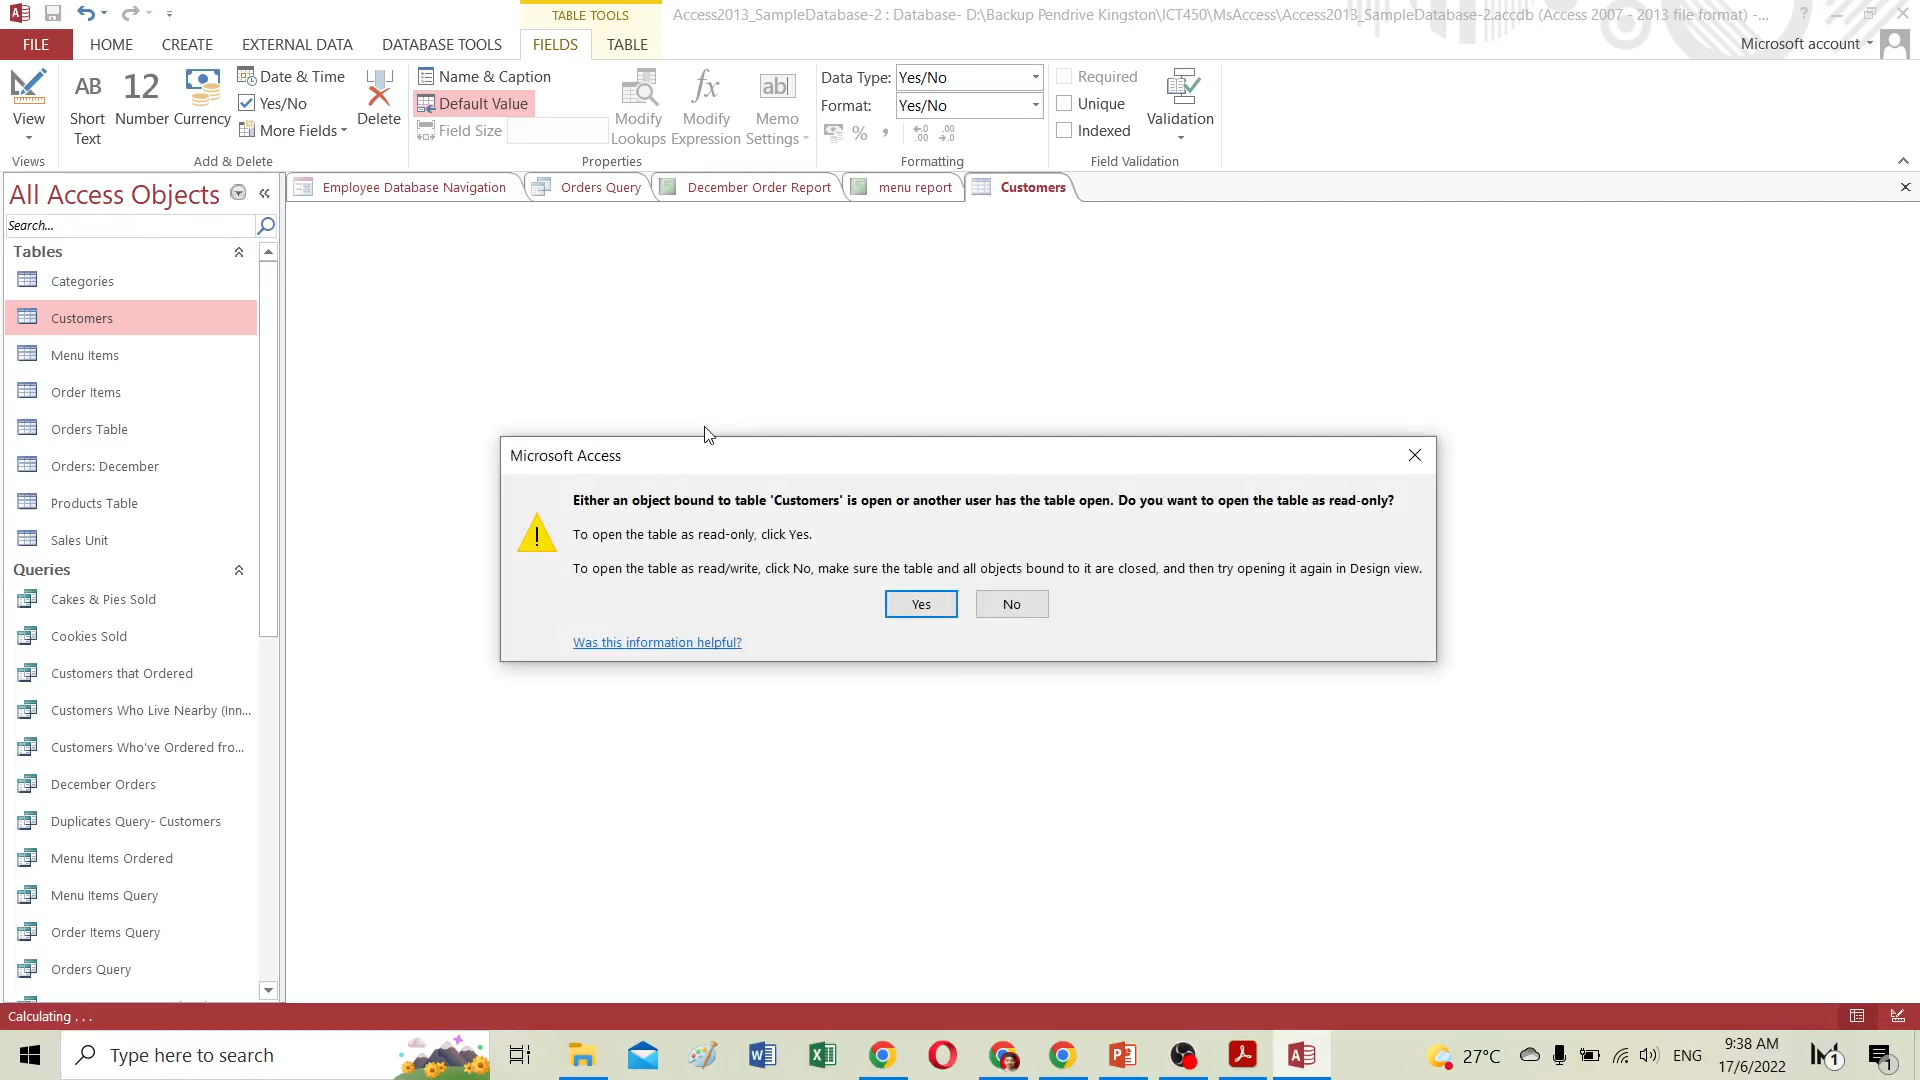 TABLE TOOLS
Access2013_SampleDatabase-2 : Database- D:\Backup Pendrive Kingston\ICT450\MsAccess\Access2013_SampleDatabase-2.accdb (Access 2007 - 2013 file format) -...
?
FILE
HOME
CREATE
EXTERNAL DATA
DATABASE TOOLS
FIELDS
TABLE
Microsoft account
View
AB
Short
Text
12
Number
Currency
Date & Time
Yes/No
More Fields
Delete
Name & Caption
Default Value
Field Size
Modify
Lookups
fx
Modify
Expression
ab|
Memo
Settings
Data Type: Yes/No
Format: Yes/No
% ,
Required
Unique
Indexed
Validation
Views
Add & Delete
Properties
Formatting
Field Validation
All Access Objects
Search...
Employee Database Navigation
Orders Query
December Order Report
menu report
Customers
Tables
Categories
Customers
Menu Items
Order Items
Orders Table
Orders: December
Products Table
Sales Unit
Queries
Cakes & Pies Sold
Cookies Sold
Customers that Ordered
Customers Who Live Nearby (Inn...
Customers Who've Ordered fro...
December Orders
Duplicates Query- Customers
Menu Items Ordered
Menu Items Query
Order Items Query
Orders Query
Microsoft Access
Either an object bound to table 'Customers' is open or another user has the table open. Do you want to open the table as read-only?
To open the table as read-only, click Yes.
To open the table as read/write, click No, make sure the table and all objects bound to it are closed, and then try opening it again in Design view.
Yes
No
Was this information helpful?
Calculating . . .
Type here to search
27°C
ENG
9:38 AM
17/6/2022
1
1